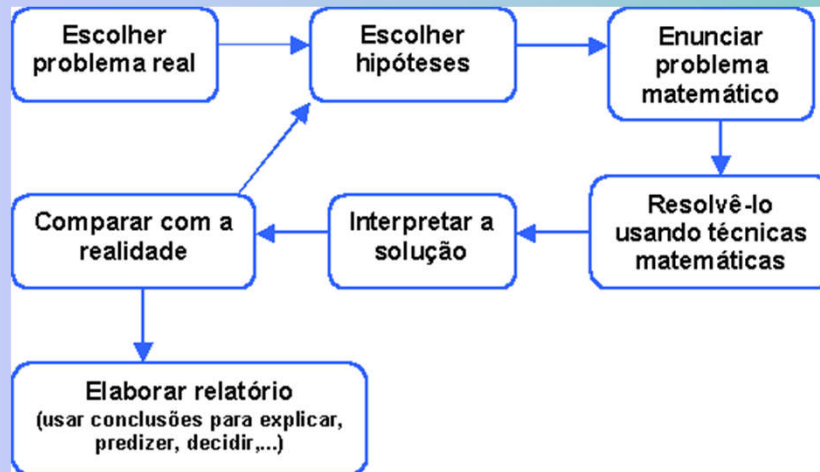 Escolher
problema real
Escolher
hipóteses
Enunciar
problema
matemático
Resolvê-lo
usando técnicas
matemáticas
Interpretar a
solução
Comparar com a
realidade
Elaborar relatório
(usar conclusões para explicar,
predizer, decidir,...)